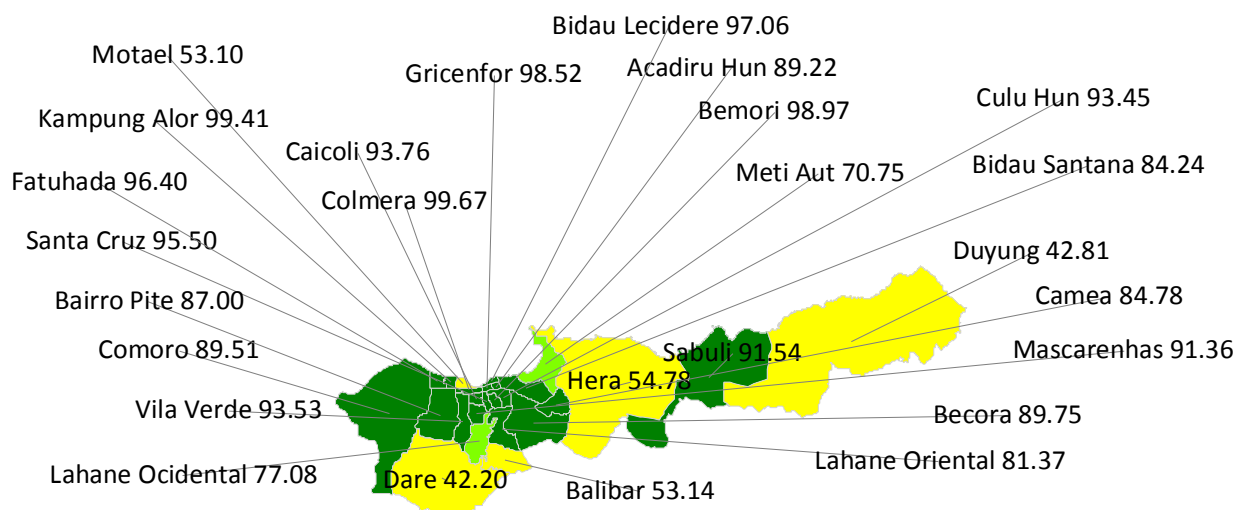 Bidau Lecidere 97.06
Motael 53.10
Gricenfor 98.52
Acadiru Hun 89.22
Culu Hun 93.45
Kampung Alor 99.41
Bemori 98.97
Caicoli 93.76
Bidau Santana 84.24
Fatuhada 96.40
Meti Aut 70.75
Colmera 99.67
Santa Cruz 95.50
Duyung 42.81
Bairro Pite 87.00
Camea 84.78
Comoro 89.51
Sabuli 91.54
Mascarenhas 91.36
Hera 54.78
Vila Verde 93.53
Becora 89.75
Lahane Ocidental 77.08
Lahane Oriental 81.37
Dare 42.20
Balibar 53.14